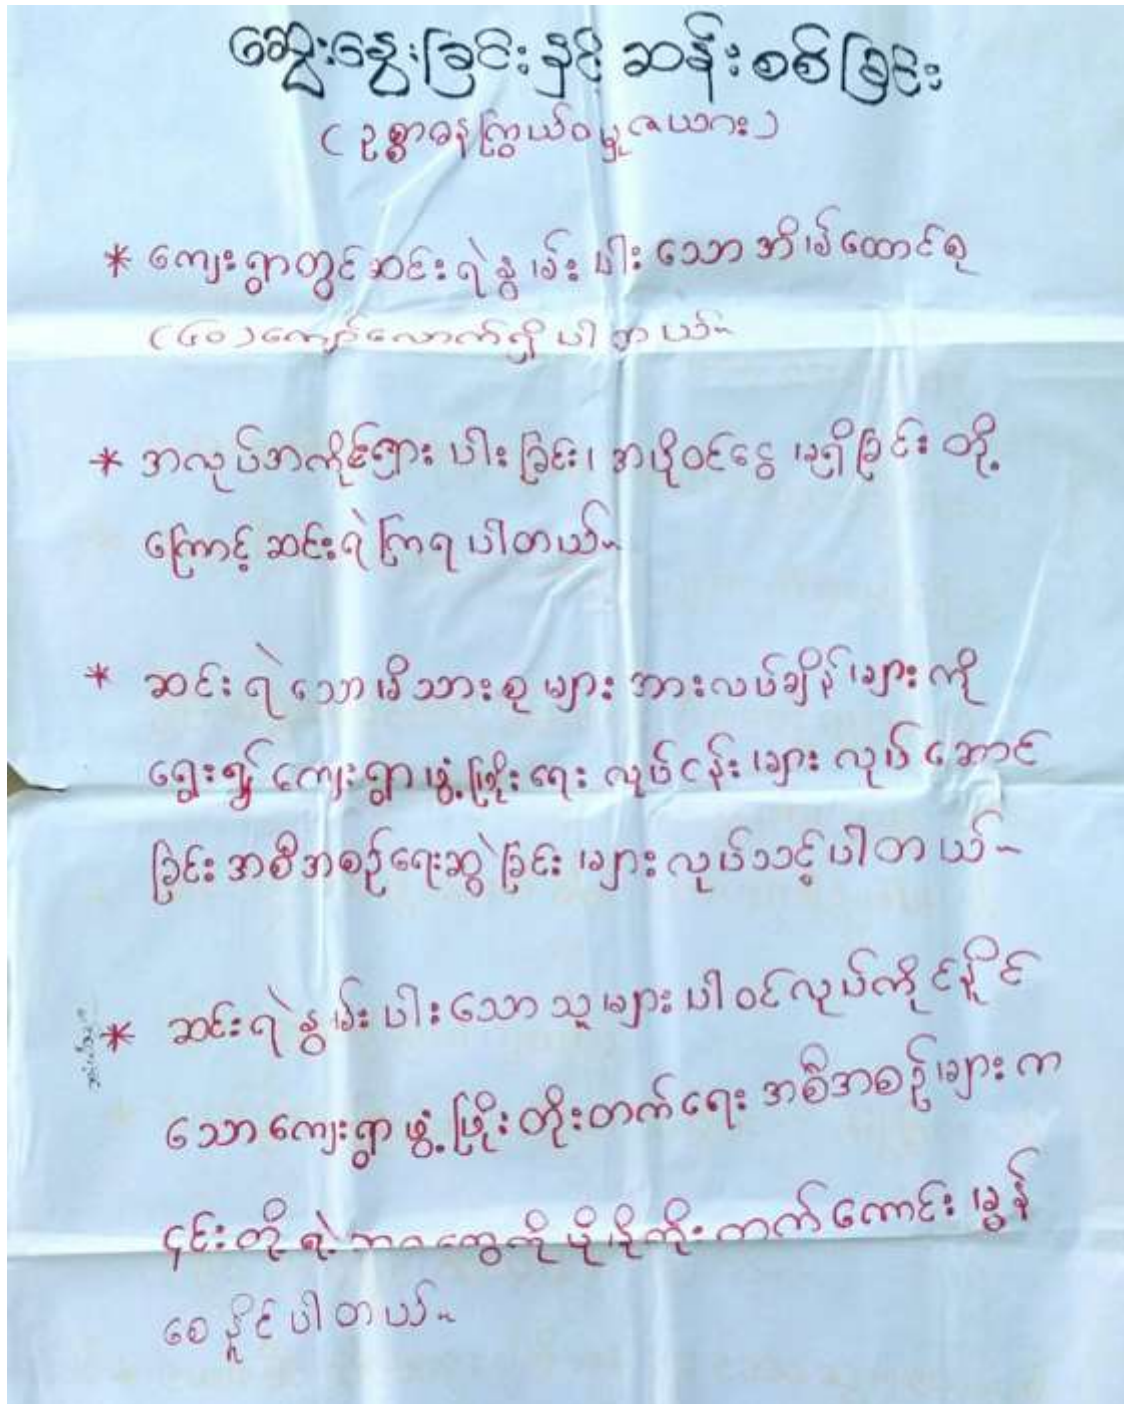 ဆွေးနွေးခြင်းနှင့် ဆန်းစစ်ခြင်း
(ဥစ္စာဓနကြွယ်ဝမှုဇယား)
* ကျေးရွာတွင်ဆင်းရဲနွမ်းပါးသော အိမ်ထောင်စု
(၄၀)ကျော်လောက်ရှိပါတယ်။
* အလုပ်အကိုင်ရှားပါးခြင်း၊ အပိုဝင်ငွေ မရှိခြင်း တို့
ကြောင့် ဆင်းရဲကြရပါတယ်။
* ဆင်းရဲသော မိသားစုများ အားလပ်ချိန်များကို
ရွေး၍ ကျေးရွာဖွံ့ဖြိုးရေး လုပ်ငန်းများ လုပ်ဆောင်
ခြင်း အစီအစဉ်ရေးဆွဲခြင်းများလုပ်သင့်ပါတယ်။
* ဆင်းရဲနွမ်းပါးသောသူများ ပါဝင်လုပ်ကိုင်နိုင်
သောကျေးရွာဖွံ့ဖြိုးတိုးတက်ရေး အစီအစဉ်များက
၎င်းတို့ရဲ့ဘဝတွေကိုပိုမိုတိုးတက်ကောင်းမွန်
စေနိုင်ပါတယ်။